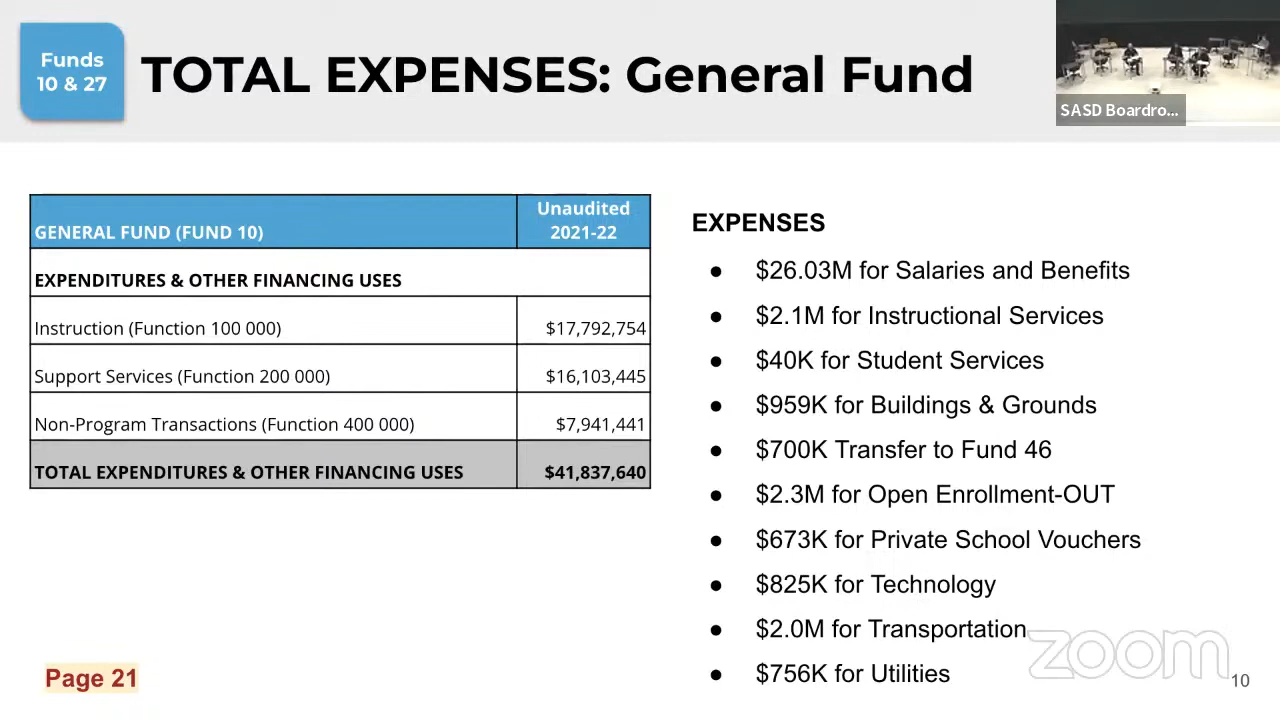 Funds
10 & 27
TOTAL EXPENSES: General Fund
SASD Boardro...
GENERAL FUND (FUND 10)
Unaudited
2021-22
EXPENDITURES & OTHER FINANCING USES
Instruction (Function 100 000) $17,792,754
Support Services (Function 200 000) $16,103,445
Non-Program Transactions (Function 400 000) $7,941,441
TOTAL EXPENDITURES & OTHER FINANCING USES $41,837,640
EXPENSES
● $26.03M for Salaries and Benefits
● $2.1M for Instructional Services
● $40K for Student Services
● $959K for Buildings & Grounds
● $700K Transfer to Fund 46
● $2.3M for Open Enrollment-OUT
● $673K for Private School Vouchers
● $825K for Technology
● $2.0M for Transportation
● $756K for Utilities
zoom
Page 21
10